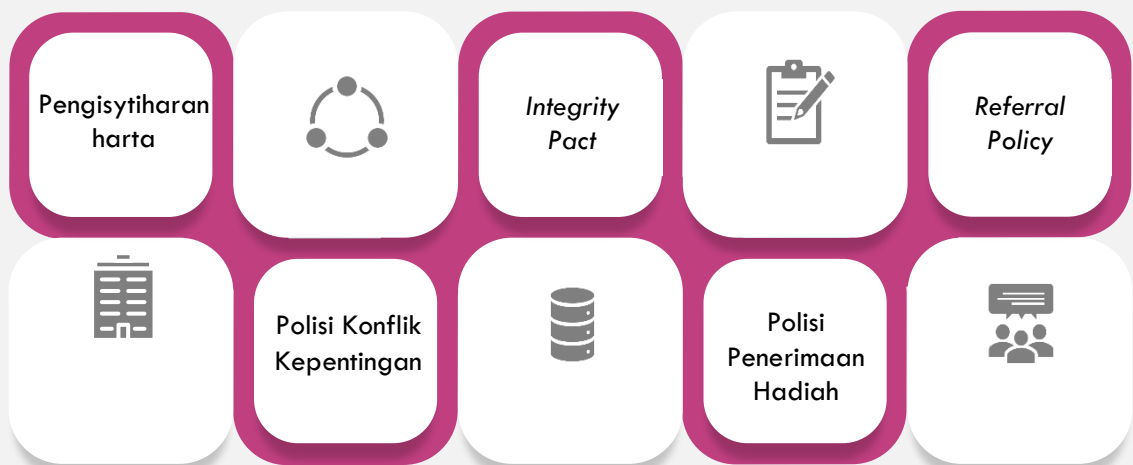 Pengisytiharan
harta
Integrity
Pact
Referral
Policy
Polisi Konflik
Kepentingan
Polisi
Penerimaan
Hadiah